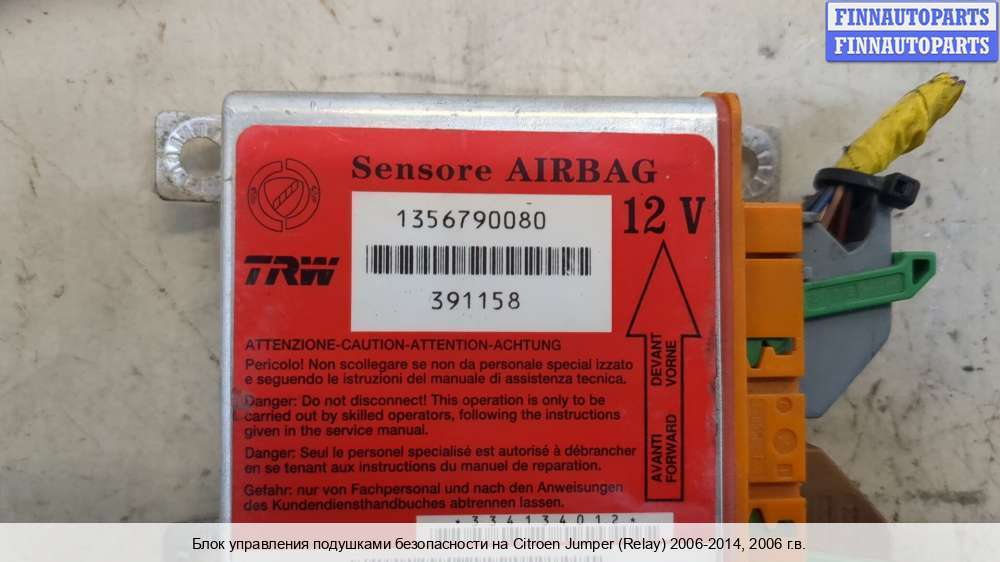 FINNAUTOPARTS
FINNAUTOPARTS
Sensore AIRBAG
1356790080
12 V
TRW
391158
ATTENZIONE-CAUTION-ATTENTION-ACHTUNG
Pericolo! Non scollegare se non da personale special izzato
e seguendo le istruzioni del manuale di assistenza tecnica.
Danger: Do not disconnect! This operation is only to be
carried out by skilled operators, following the instructions
given in the service manual.
Danger: Seul le personel spécialisé est autorisé à débrancher
en se tenant aux instructions du manuel de reparation.
Gefahr: nur von Fachpersonal und nach den Anweisungen
des Kundendiensthandbuches abtrennen lassen.
DEVANT
VORNE
AVANTI
FORWARD
*334134012*
Блок управления подушками безопасности на Citroen Jumper (Relay) 2006-2014, 2006 г.в.